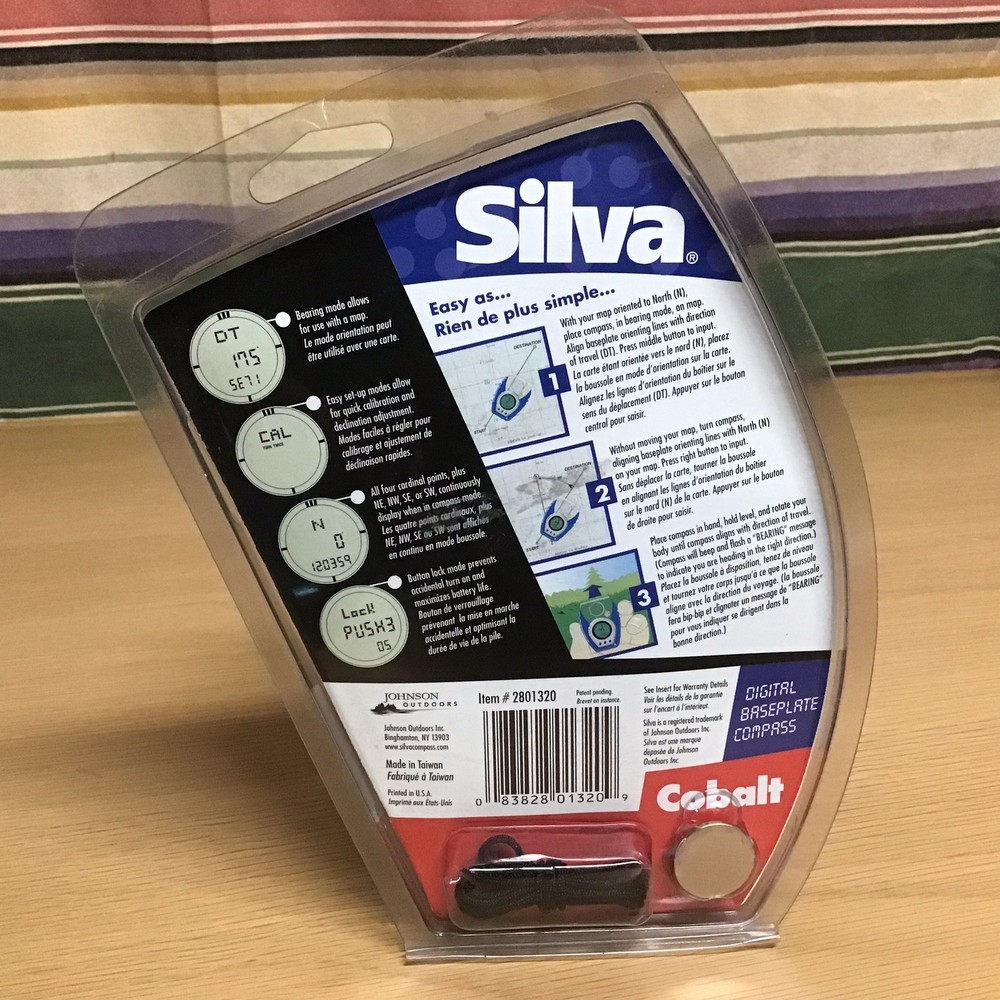 Silva®
Easy as...
Rien de plus simple...
DT
175
SET1
Bearing mode allows
for use with a map.
Le mode orientation peut
être utilisé avec une carte.
CAL
TURN TWICE
Easy set-up modes allow
for quick calibration and
declination adjustment.
Modes faciles à régler pour
calibrage et ajustement de
déclinaison rapides.
N
0
120359
All four cardinal points, plus
NE, NW, SE, or SW, continuously
display when in compass mode.
Les quatre points cardinaux, plus
NE, NW, SE ou SW sont affichés
en continu en mode boussole.
Lock
PUSH3
05
Button lock mode prevents
accidental turn on and
maximizes battery life.
Bouton de verrouillage
prévenant la mise en marche
accidentelle et optimisant la
durée de vie de la pile.
DESTINATION
START
1
With your map oriented to North (N),
place compass, in bearing mode, on map.
Align baseplate orienting lines with direction
of travel (DT). Press middle button to input.
La carte étant orientée vers le nord (N), placez
la boussole en mode d'orientation sur la carte.
Alignez les lignes d'orientation du boîtier sur le
sens du déplacement (DT). Appuyer sur le bouton
central pour saisir.
DESTINATION
START
2
Without moving your map, turn compass,
aligning baseplate orienting lines with North (N)
on your map. Press right button to input.
Sans déplacer la carte, tourner la boussole
en alignant les lignes d'orientation du boîtier
sur le nord (N) de la carte. Appuyer sur le bouton
de droite pour saisir.
3
Place compass in hand, hold level, and rotate your
body until compass aligns with direction of travel.
(Compass will beep and flash a "BEARING" message
to indicate you are heading in the right direction.)
Placez la boussole à disposition, tenez de niveau
et tournez votre corps jusqu'à ce que la boussole
aligne avec la direction du voyage. (la boussole
fera bip-bip et clignoter un message de "BEARING"
pour vous indiquer se dirigent dans la
bonne direction.)
JOHNSON
OUTDOORS
Johnson Outdoors Inc.
Binghamton, NY 13903
www.silvacompass.com
Made in Taiwan
Fabriqué à Taiwan
Printed in U.S.A.
Imprimé aux États-Unis
Item # 2801320
Patent pending.
Brevet en instance.
0 83828 01320 9
See Insert for Warranty Details
Voir les détails de la garantie
sur l'encart à l'intérieur.
Silva is a registered trademark
of Johnson Outdoors Inc.
Silva est une marque
déposée de Johnson
Outdoors Inc.
DIGITAL
BASEPLATE
COMPASS
Cobalt